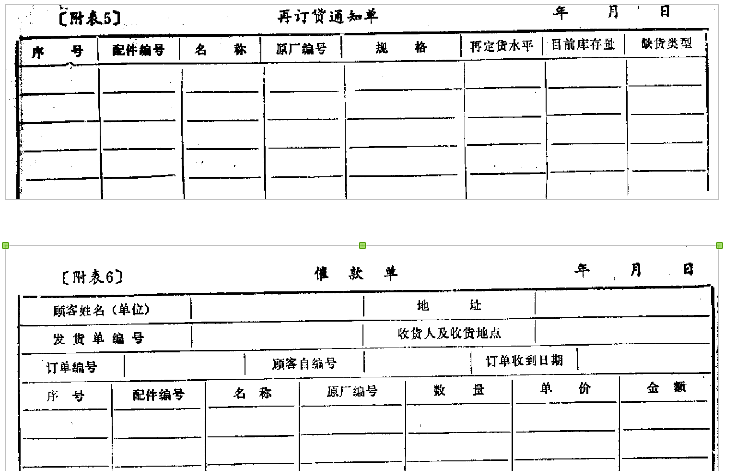 〔附表5〕 再订货通知单 年 月 日
序 号 配件编号 名 称 原厂编号 规 格 再定货水平 目前库存量 缺货类型
〔附表6〕 催 款 单 年 月 日
顾客姓名（单位） 地 址
发 货 单 编 号 收货人及收货地点
订单编号 顾客自编号 订单收到日期
序 号 配件编号 名 称 原厂编号 数 量 单 价 金 额